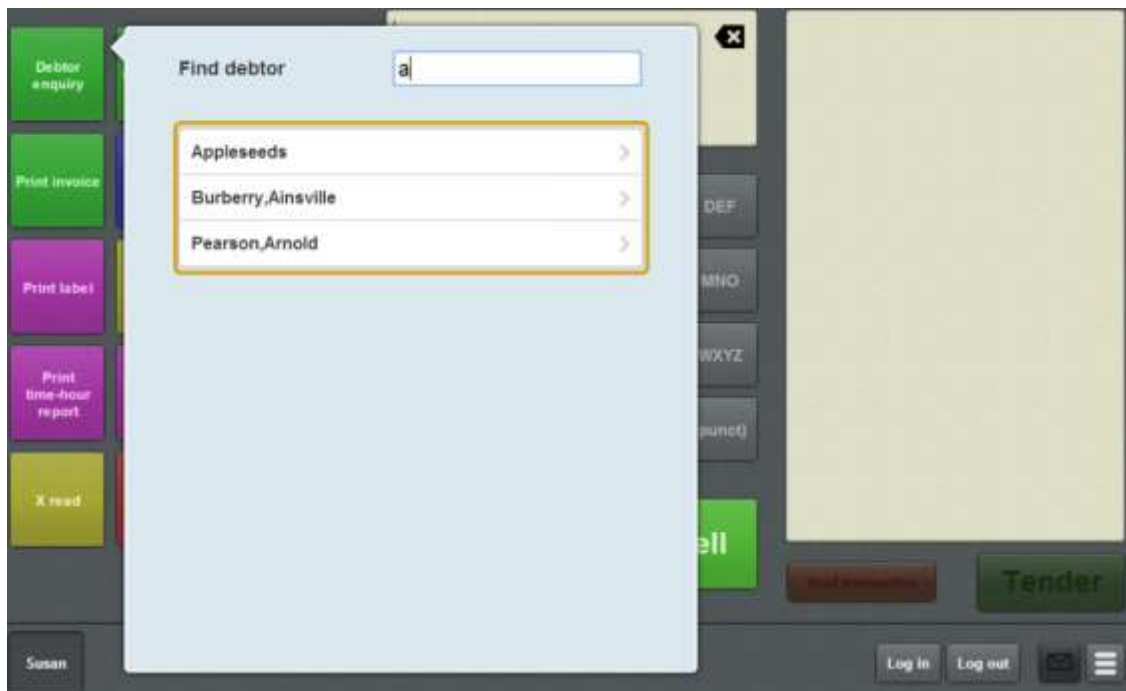 Debtor
enquiry
Print invoice
Print label
Print
time-hour
report
X read
Find debtor
a
Appleseeds
Burberry,Ainsville
Pearson,Arnold
DEF
MNO
WXYZ
punct)
ell
Tender
Susan
Log in
Log out